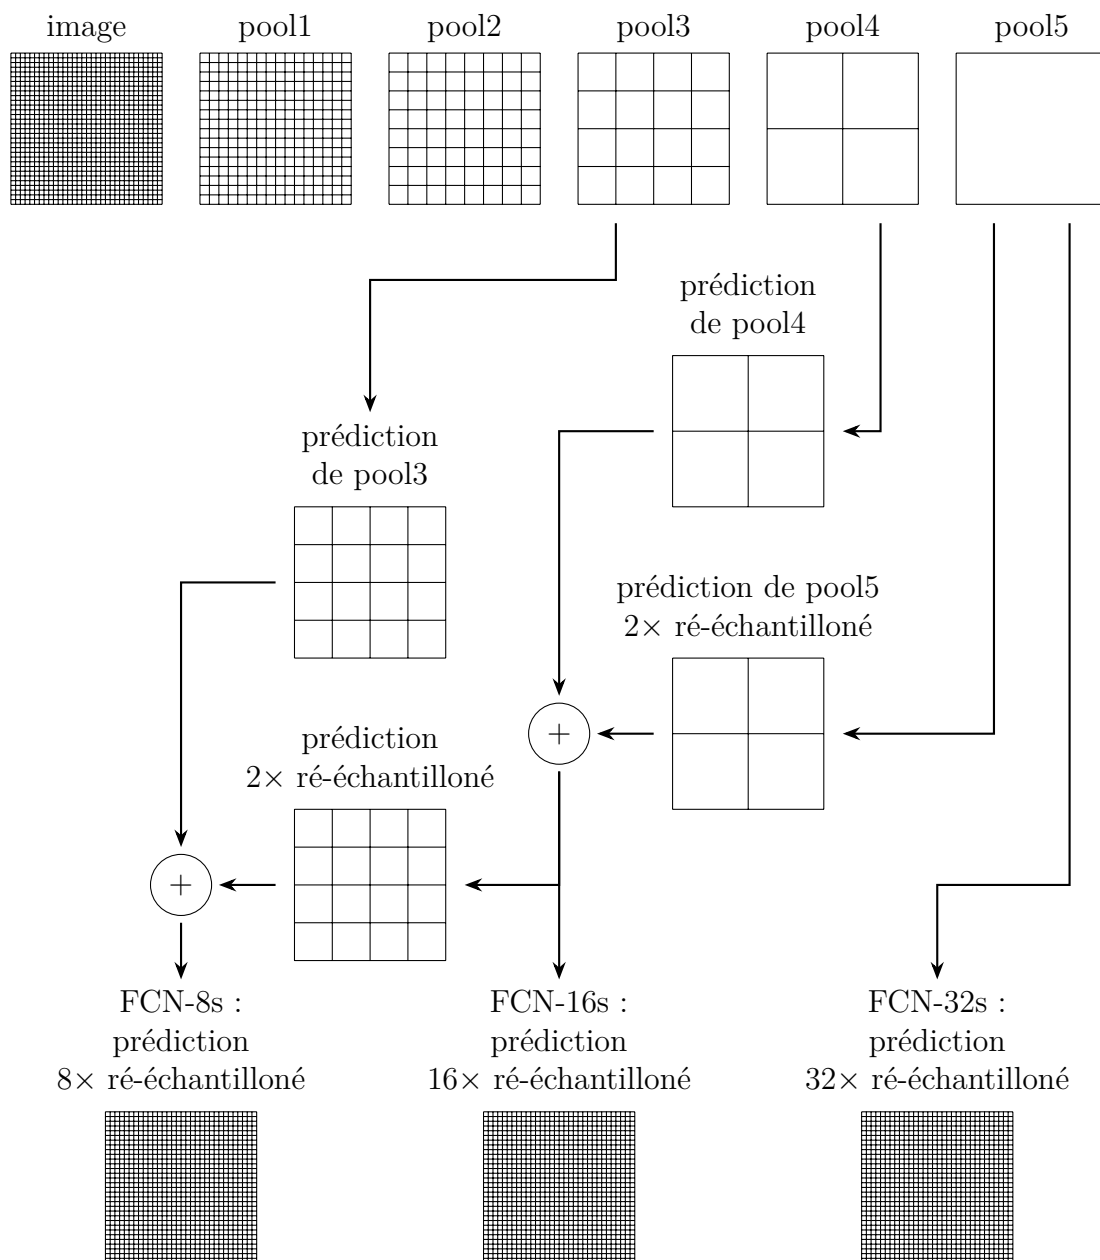 image
pool1
pool2
pool3
pool4
pool5
prédiction
de pool4
prédiction
de pool3
prédiction de pool5
2× ré-échantilloné
+
prédiction
2× ré-échantilloné
+
FCN-8s :
prédiction
8× ré-échantilloné
FCN-16s :
prédiction
16× ré-échantilloné
FCN-32s :
prédiction
32× ré-échantilloné